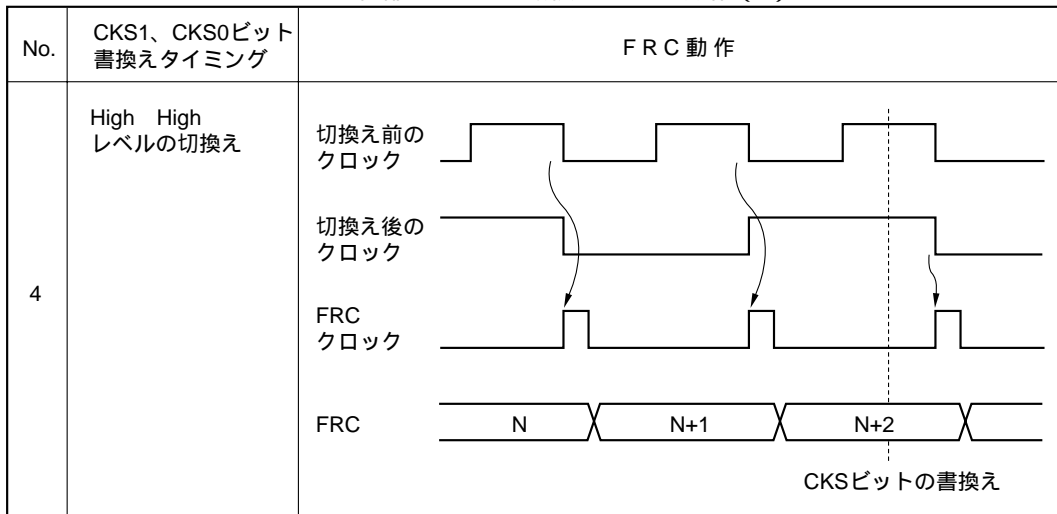 No.
CKS1、CKS0ビット
書換えタイミング
FRC動作
4
High High
レベルの切換え
切換え前の
クロック
切換え後の
クロック
FRC
クロック
FRC
N
N+1
N+2
CKSビットの書換え